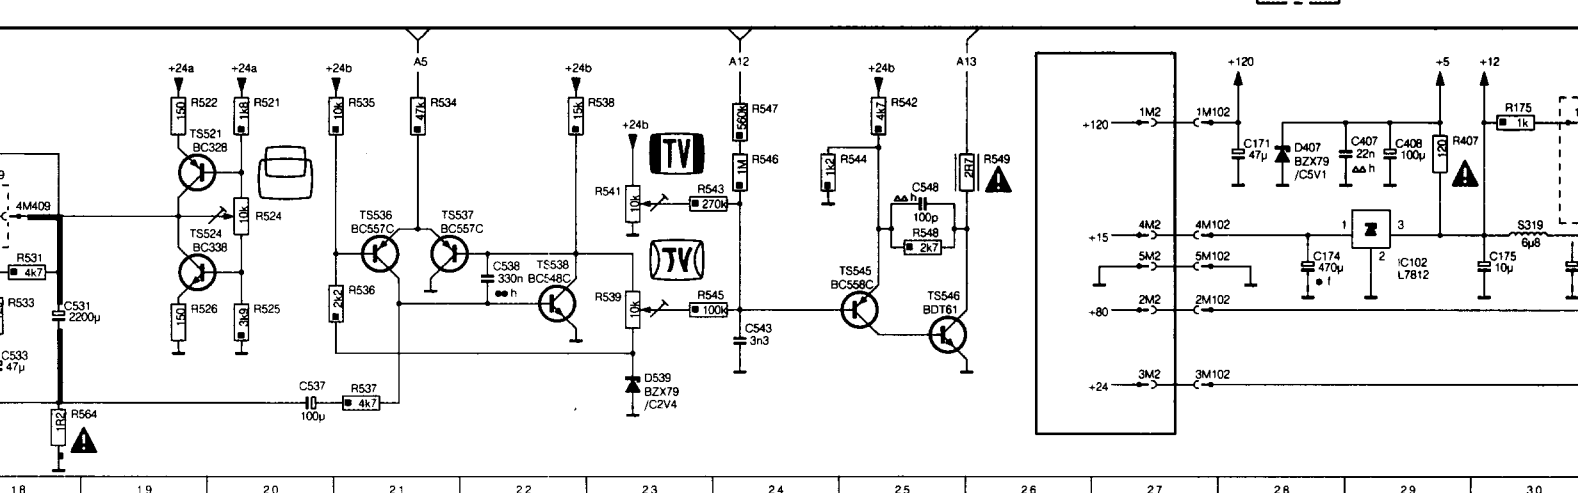 +24a +24a +24b A5 +24b A12 +24b A13 +120 +5 +12
R522 150 R521 1k8 R535 10k R534 47k R538 15k R547 560k R542 4k7 R175 1k
+24b
+120 1M2 1M102
TS521
BC328
TV
R546 1M R544 1k2 R549 2R7
C171
47µ
D407
BZX79
/C5V1
C407
22n
h
C408
100µ
120 R407
4M409
R524 10k
R541 10k
R543
270k
C548
h
100p
R548
2k7
TS536
BC557C
TS537
BC557C
TS524
BC338
+15 4M2 4M102
1 3
2
IC102
L7812
S319
6µ8
R531
4k7
TV
5M2 5M102
C174
470µ
f
C175
10µ
C538
330n
h
TS538
BC548C
TS545
BC558C
R533
C531
2200µ
R526 150
R525 3k9
R536 2k2
R539 10k
R545
100k
TS546
BDT61
+80 2M2 2M102
C543
3n3
C533
47µ
C537
100µ
R537
4k7
D539
BZX79
/C2V4
+24 3M2 3M102
R564 1R2
18 19 20 21 22 23 24 25 26 27 28 29 30